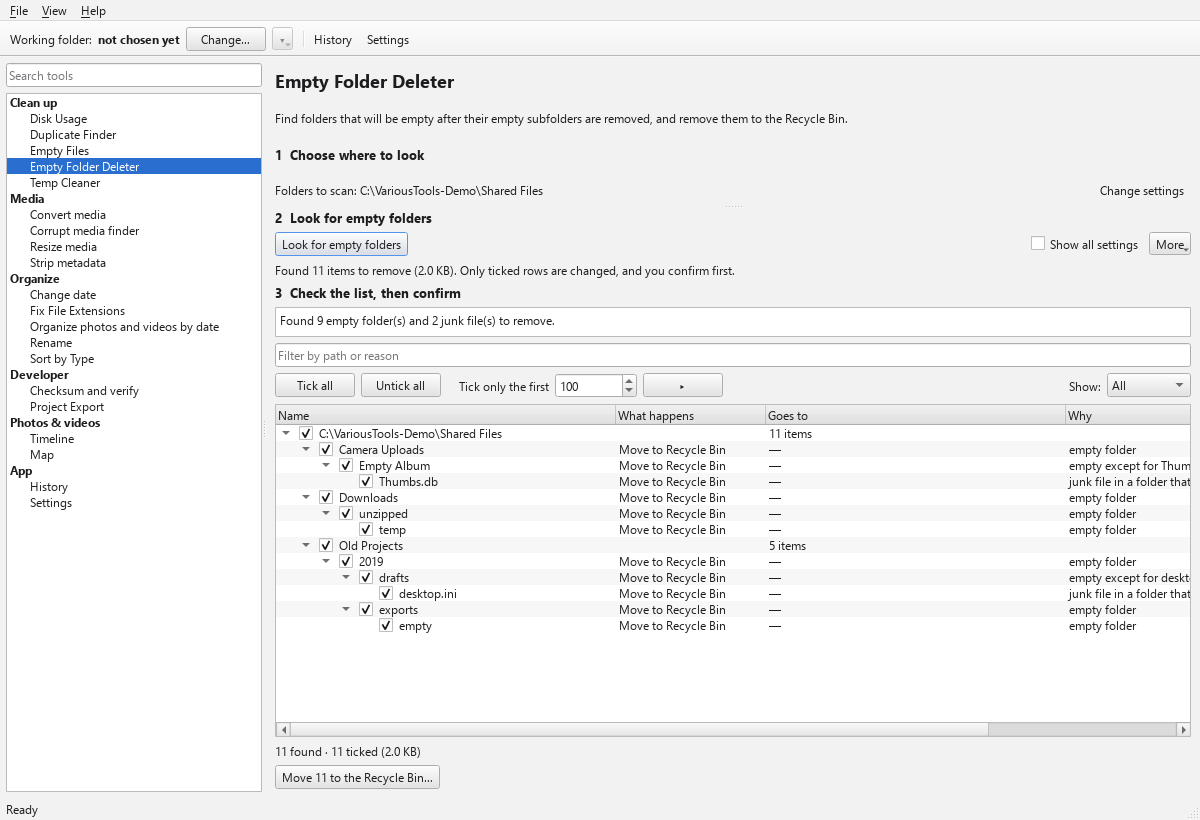 File View Help
Working folder: not chosen yet Change... History Settings
Search tools
Clean up
Disk Usage
Duplicate Finder
Empty Files
Empty Folder Deleter
Temp Cleaner
Media
Convert media
Corrupt media finder
Resize media
Strip metadata
Organize
Change date
Fix File Extensions
Organize photos and videos by date
Rename
Sort by Type
Developer
Checksum and verify
Project Export
Photos & videos
Timeline
Map
App
History
Settings
Empty Folder Deleter
Find folders that will be empty after their empty subfolders are removed, and remove them to the Recycle Bin.
1 Choose where to look
Folders to scan: C:\VariousTools-Demo\Shared Files Change settings
2 Look for empty folders
Look for empty folders Show all settings More
Found 11 items to remove (2.0 KB). Only ticked rows are changed, and you confirm first.
3 Check the list, then confirm
Found 9 empty folder(s) and 2 junk file(s) to remove.
Filter by path or reason
Tick all Untick all Tick only the first 100 Show: All
Name What happens Goes to Why
C:\VariousTools-Demo\Shared Files 11 items
Camera Uploads Move to Recycle Bin — empty folder
Empty Album Move to Recycle Bin — empty except for Thum
Thumbs.db Move to Recycle Bin — junk file in a folder that
Downloads Move to Recycle Bin — empty folder
unzipped Move to Recycle Bin — empty folder
temp Move to Recycle Bin — empty folder
Old Projects 5 items
2019 Move to Recycle Bin — empty folder
drafts Move to Recycle Bin — empty except for deskt
desktop.ini Move to Recycle Bin — junk file in a folder that
exports Move to Recycle Bin — empty folder
empty Move to Recycle Bin — empty folder
11 found · 11 ticked (2.0 KB)
Move 11 to the Recycle Bin...
Ready